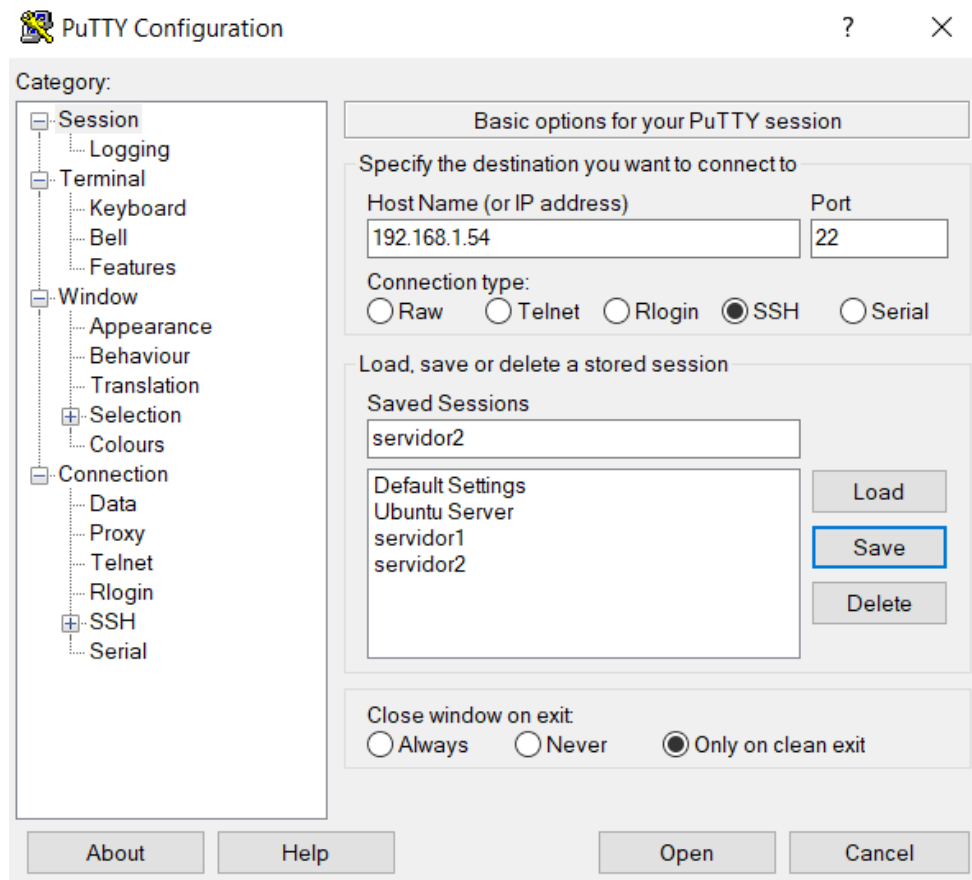 PuTTY Configuration
?
Category:
Session
Logging
Terminal
Keyboard
Bell
Features
Window
Appearance
Behaviour
Translation
Selection
Colours
Connection
Data
Proxy
Telnet
Rlogin
SSH
Serial
Basic options for your PuTTY session
Specify the destination you want to connect to
Host Name (or IP address) Port
192.168.1.54 22
Connection type:
Raw Telnet Rlogin SSH Serial
Load, save or delete a stored session
Saved Sessions
servidor2
Default Settings
Ubuntu Server
servidor1
servidor2
Load
Save
Delete
Close window on exit:
Always Never Only on clean exit
About Help Open Cancel